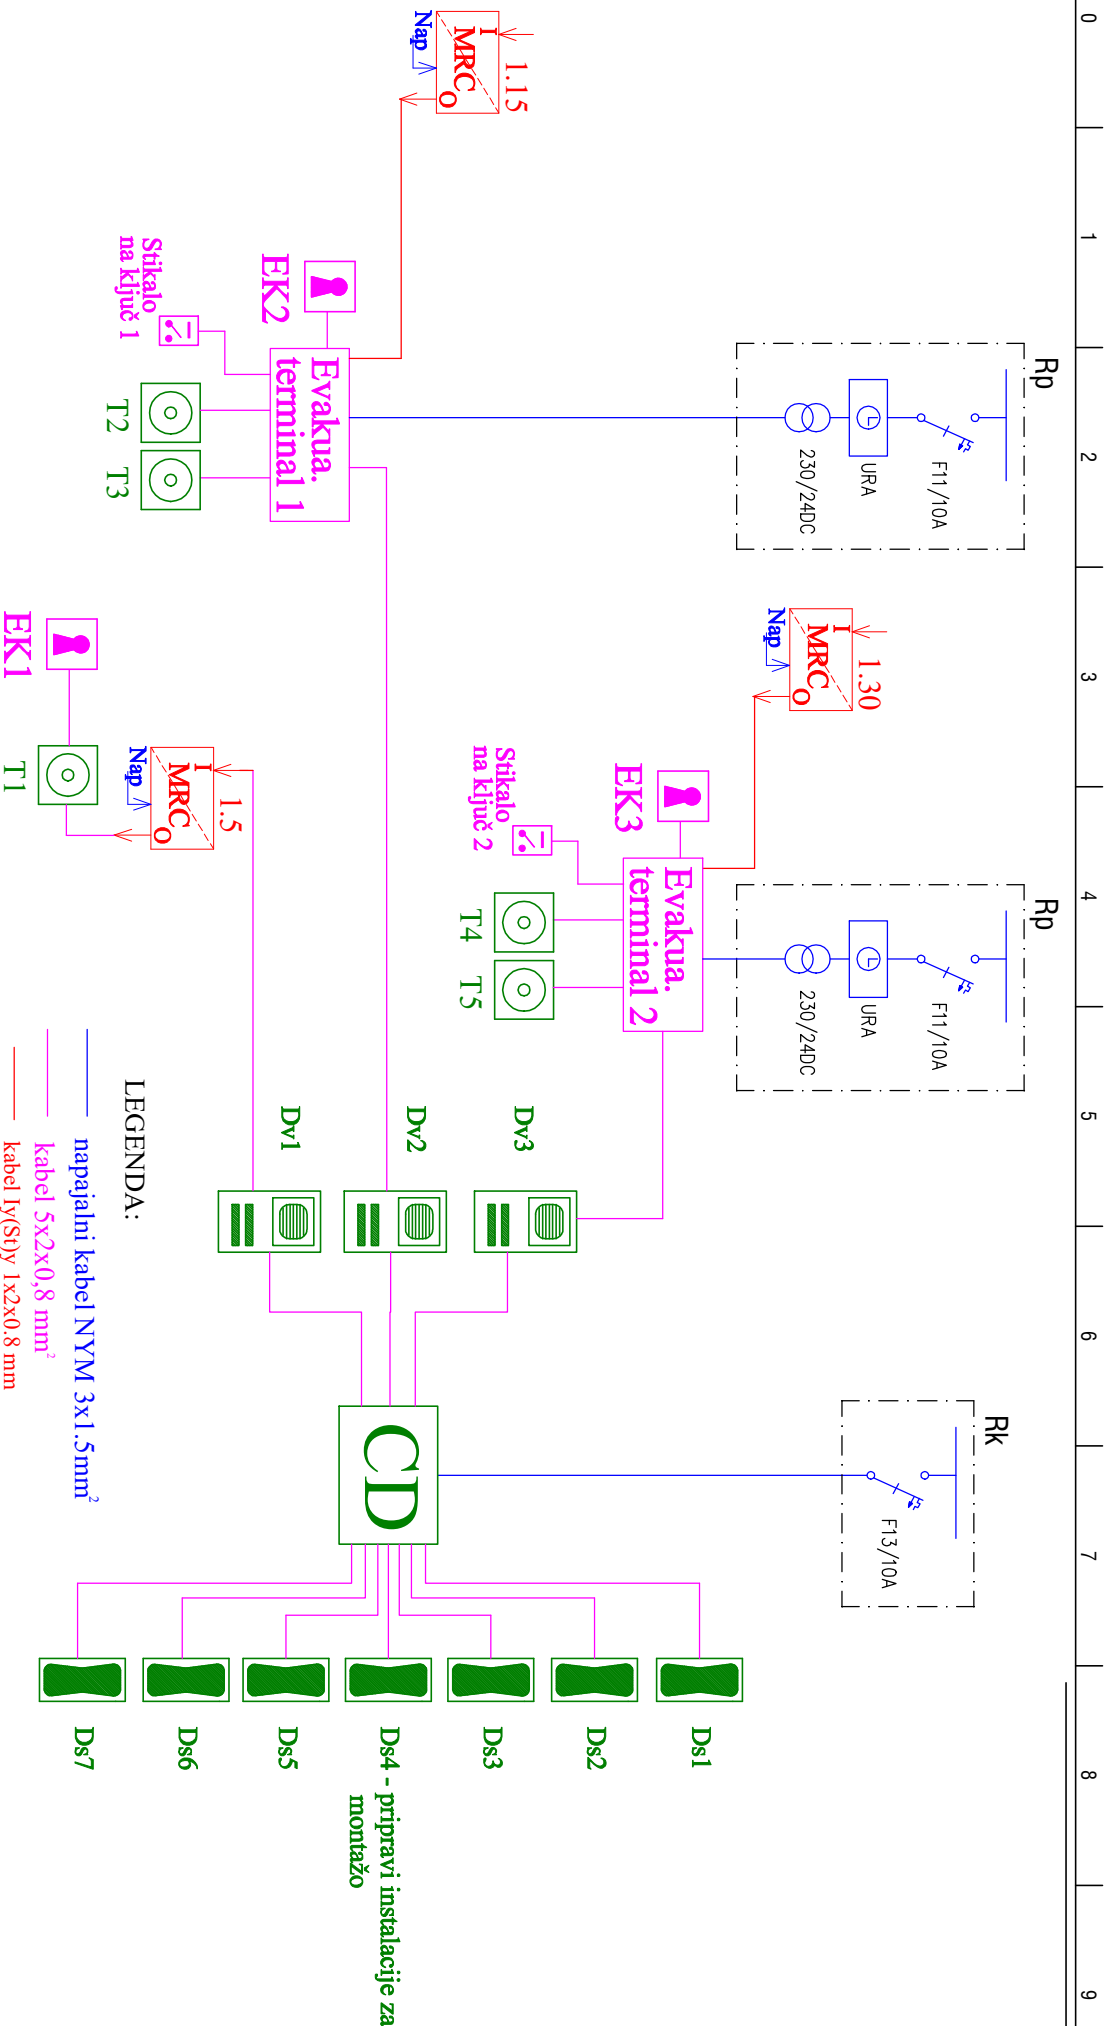 0
1
2
3
4
5
6
7
8
9
Rp
F11/10A
URA
230/24DC
Rp
F11/10A
URA
230/24DC
Rk
F13/10A
1.15
I
MRC
O
Nap
1.30
I
MRC
O
Nap
1.5
I
MRC
O
Nap
EK2
Stikalo
na ključ 1
Evakua.
terminal 1
T2
T3
EK3
Stikalo
na ključ 2
Evakua.
terminal 2
T4
T5
EK1
T1
Dv3
Dv2
Dv1
CD
Ds1
Ds2
Ds3
Ds4 - pripravi instalacije za
montažo
Ds5
Ds6
Ds7
LEGENDA:
napajalni kabel NYM 3x1.5mm²
kabel 5x2x0,8 mm²
kabel Iy(St)y 1x2x0.8 mm